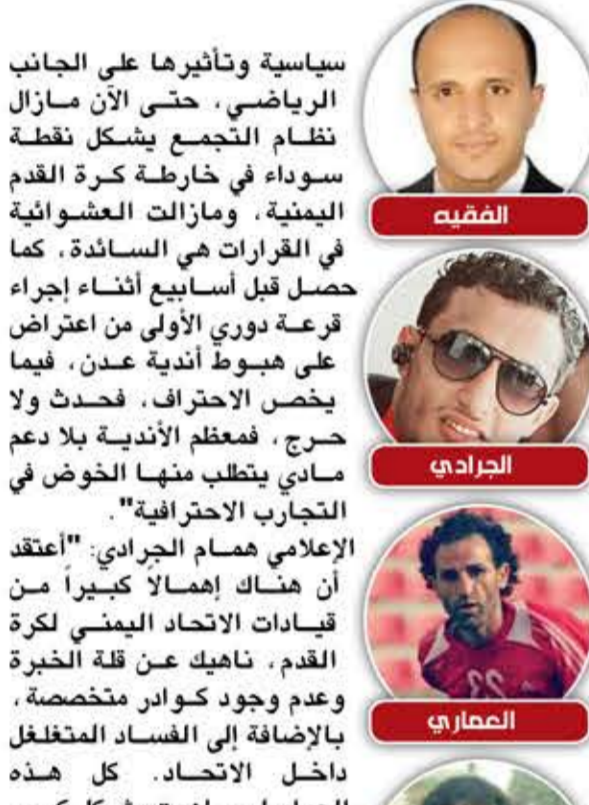 سياسية وتأثيرها على الجانب
الرياضي، حتى الآن مازال
نظام التجمع يشكل نقطة
سوداء في خارطة كرة القدم
اليمنية، ومازالت العشوائية
في القرارات هي السائدة، كما
حصل قبل أسابيع أثناء إجراء
قرعة دوري الأولى من اعتراض
على هبوط أندية عدن، فيما
يخص الاحتراف، فحدث ولا
حرج، فمعظم الأندية بلا دعم
مادي يتطلب منها الخوض في
التجارب الاحترافية".
الإعلامي همام الجرادي: "أعتقد
أن هناك إهمالاً كبيراً من
قيادات الاتحاد اليمني لكرة
القدم، ناهيك عن قلة الخبرة
وعدم وجود كوادر متخصصة،
بالإضافة إلى الفساد المتغلغل
داخل الاتحاد. كل هذه
الفقيه
الجرادي
العماري